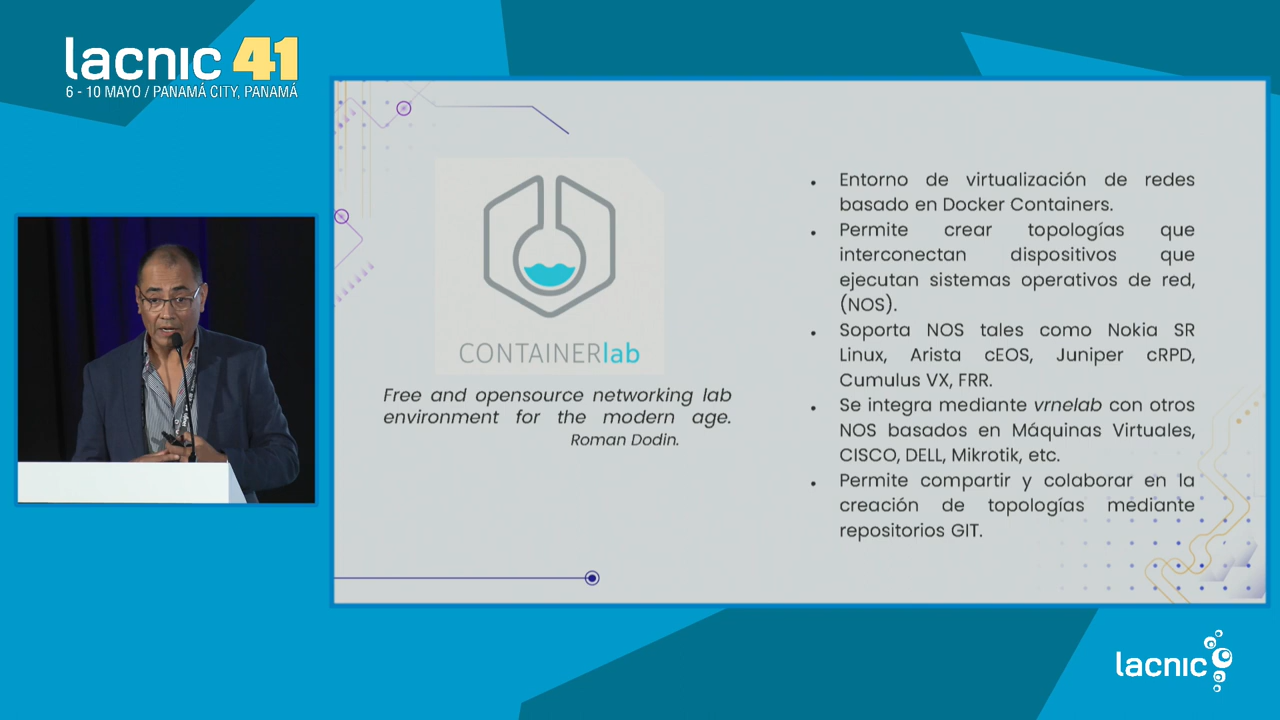 lacnic 41
6 - 10 MAYO / PANAMÁ CITY, PANAMÁ
CONTAINERlab
Free and opensource networking lab
environment for the modern age.
Roman Dodin.
• Entorno de virtualización de redes
basado en Docker Containers.
• Permite crear topologías que
interconectan dispositivos que
ejecutan sistemas operativos de red,
(NOS).
• Soporta NOS tales como Nokia SR
Linux, Arista cEOS, Juniper cRPD,
Cumulus VX, FRR.
• Se integra mediante vrnelab con otros
NOS basados en Máquinas Virtuales,
CISCO, DELL, Mikrotik, etc.
• Permite compartir y colaborar en la
creación de topologías mediante
repositorios GIT.
lacnic